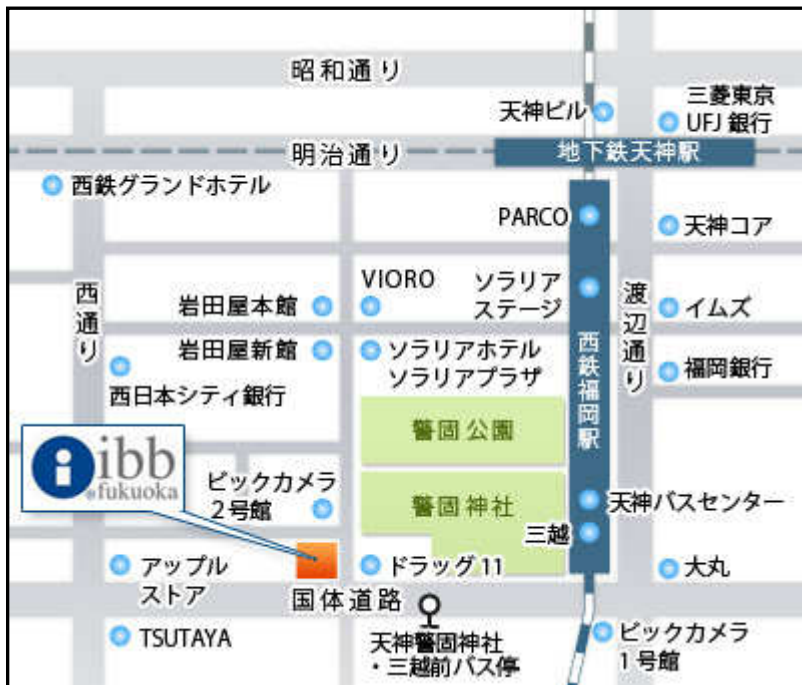 昭和通り
天神ビル
三菱東京
UFJ 銀行
明治通り
地下鉄天神駅
西鉄グランドホテル
PARCO
天神コア
西通り
VIORO
ソラリア
ステージ
渡辺通り
岩田屋本館
イムズ
岩田屋新館
ソラリアホテル
ソラリアプラザ
西鉄福岡駅
福岡銀行
西日本シティ銀行
警固公園
i ibb
@fukuoka
ビックカメラ
2号館
警固神社
天神バスセンター
三越
アップル
ストア
ドラッグ11
大丸
国体道路
TSUTAYA
天神警固神社
・三越前バス停
ビックカメラ
1号館